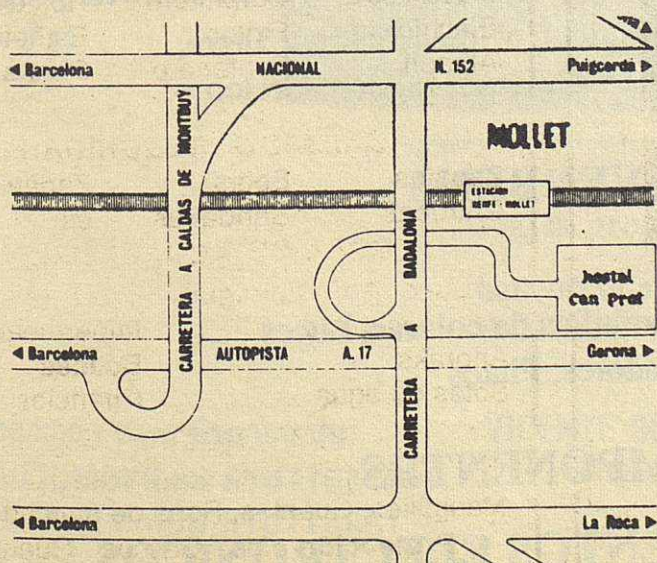 ◀ Barcelona
NACIONAL
N. 152
Puigcerdá ▶
MOLLET
CARRETERA A CALDAS DE MONTBUY
ESTACION
RENFE - MOLLET
CARRETERA A BADALONA
hostal
can Prat
◀ Barcelona
AUTOPISTA
A. 17
Gerona ▶
◀ Barcelona
La Roca ▶